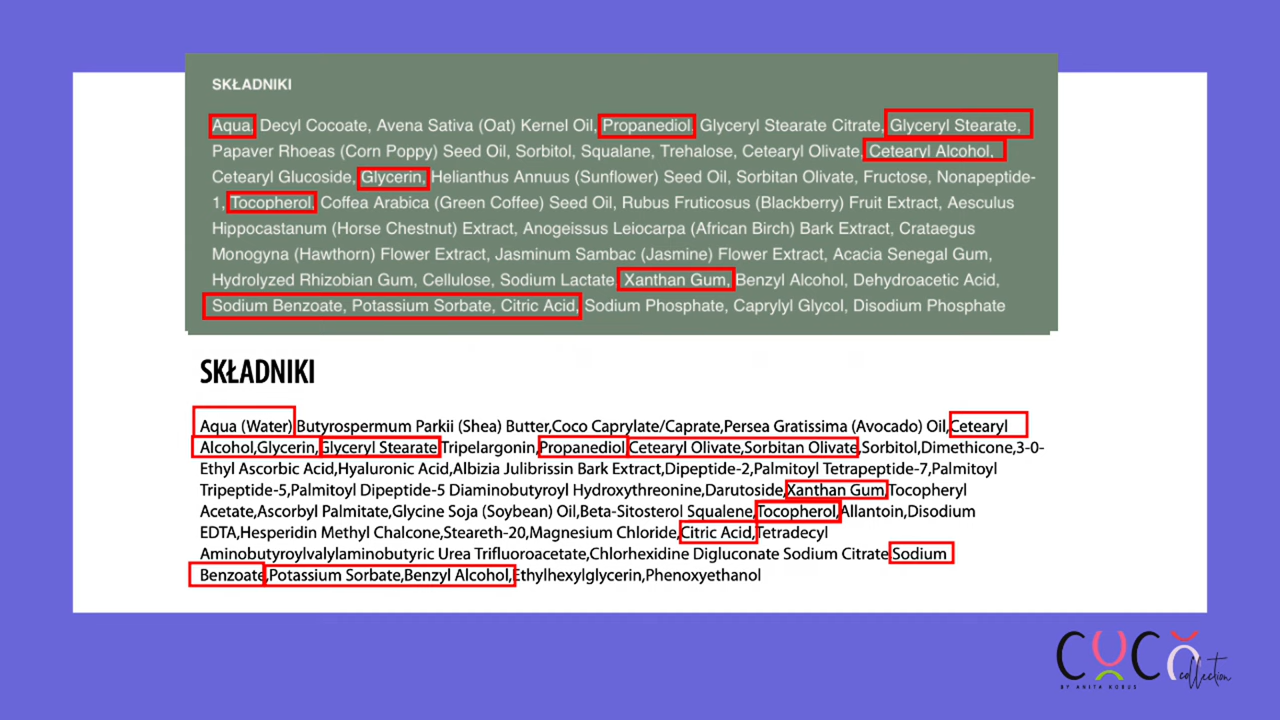 SKŁADNIKI
Aqua, Decyl Cocoate, Avena Sativa (Oat) Kernel Oil, Propanediol, Glyceryl Stearate Citrate, Glyceryl Stearate,
Papaver Rhoeas (Corn Poppy) Seed Oil, Sorbitol, Squalane, Trehalose, Cetearyl Olivate, Cetearyl Alcohol,
Cetearyl Glucoside, Glycerin, Helianthus Annuus (Sunflower) Seed Oil, Sorbitan Olivate, Fructose, Nonapeptide-
1, Tocopherol, Coffea Arabica (Green Coffee) Seed Oil, Rubus Fruticosus (Blackberry) Fruit Extract, Aesculus
Hippocastanum (Horse Chestnut) Extract, Anogeissus Leiocarpa (African Birch) Bark Extract, Crataegus
Monogyna (Hawthorn) Flower Extract, Jasminum Sambac (Jasmine) Flower Extract, Acacia Senegal Gum,
Hydrolyzed Rhizobian Gum, Cellulose, Sodium Lactate, Xanthan Gum, Benzyl Alcohol, Dehydroacetic Acid,
Sodium Benzoate, Potassium Sorbate, Citric Acid, Sodium Phosphate, Caprylyl Glycol, Disodium Phosphate
SKŁADNIKI
Aqua (Water) Butyrospermum Parkii (Shea) Butter,Coco Caprylate/Caprate,Persea Gratissima (Avocado) Oil,Cetearyl
Alcohol,Glycerin,Glyceryl Stearate Tripelargonin,Propanediol Cetearyl Olivate,Sorbitan Olivate,Sorbitol,Dimethicone,3-0-
Ethyl Ascorbic Acid,Hyaluronic Acid,Albizia Julibrissin Bark Extract,Dipeptide-2,Palmitoyl Tetrapeptide-7,Palmitoyl
Tripeptide-5,Palmitoyl Dipeptide-5 Diaminobutyroyl Hydroxythreonine,Darutoside,Xanthan Gum,Tocopheryl
Acetate,Ascorbyl Palmitate,Glycine Soja (Soybean) Oil,Beta-Sitosterol Squalene,Tocopherol,Allantoin,Disodium
EDTA,Hesperidin Methyl Chalcone,Steareth-20,Magnesium Chloride,Citric Acid,Tetradecyl
Aminobutyroylvalylaminobutyric Urea Trifluoroacetate,Chlorhexidine Digluconate Sodium Citrate Sodium
Benzoate,Potassium Sorbate,Benzyl Alcohol,Ethylhexylglycerin,Phenoxyethanol
CUCO
collection
BY ANITA KOBUS